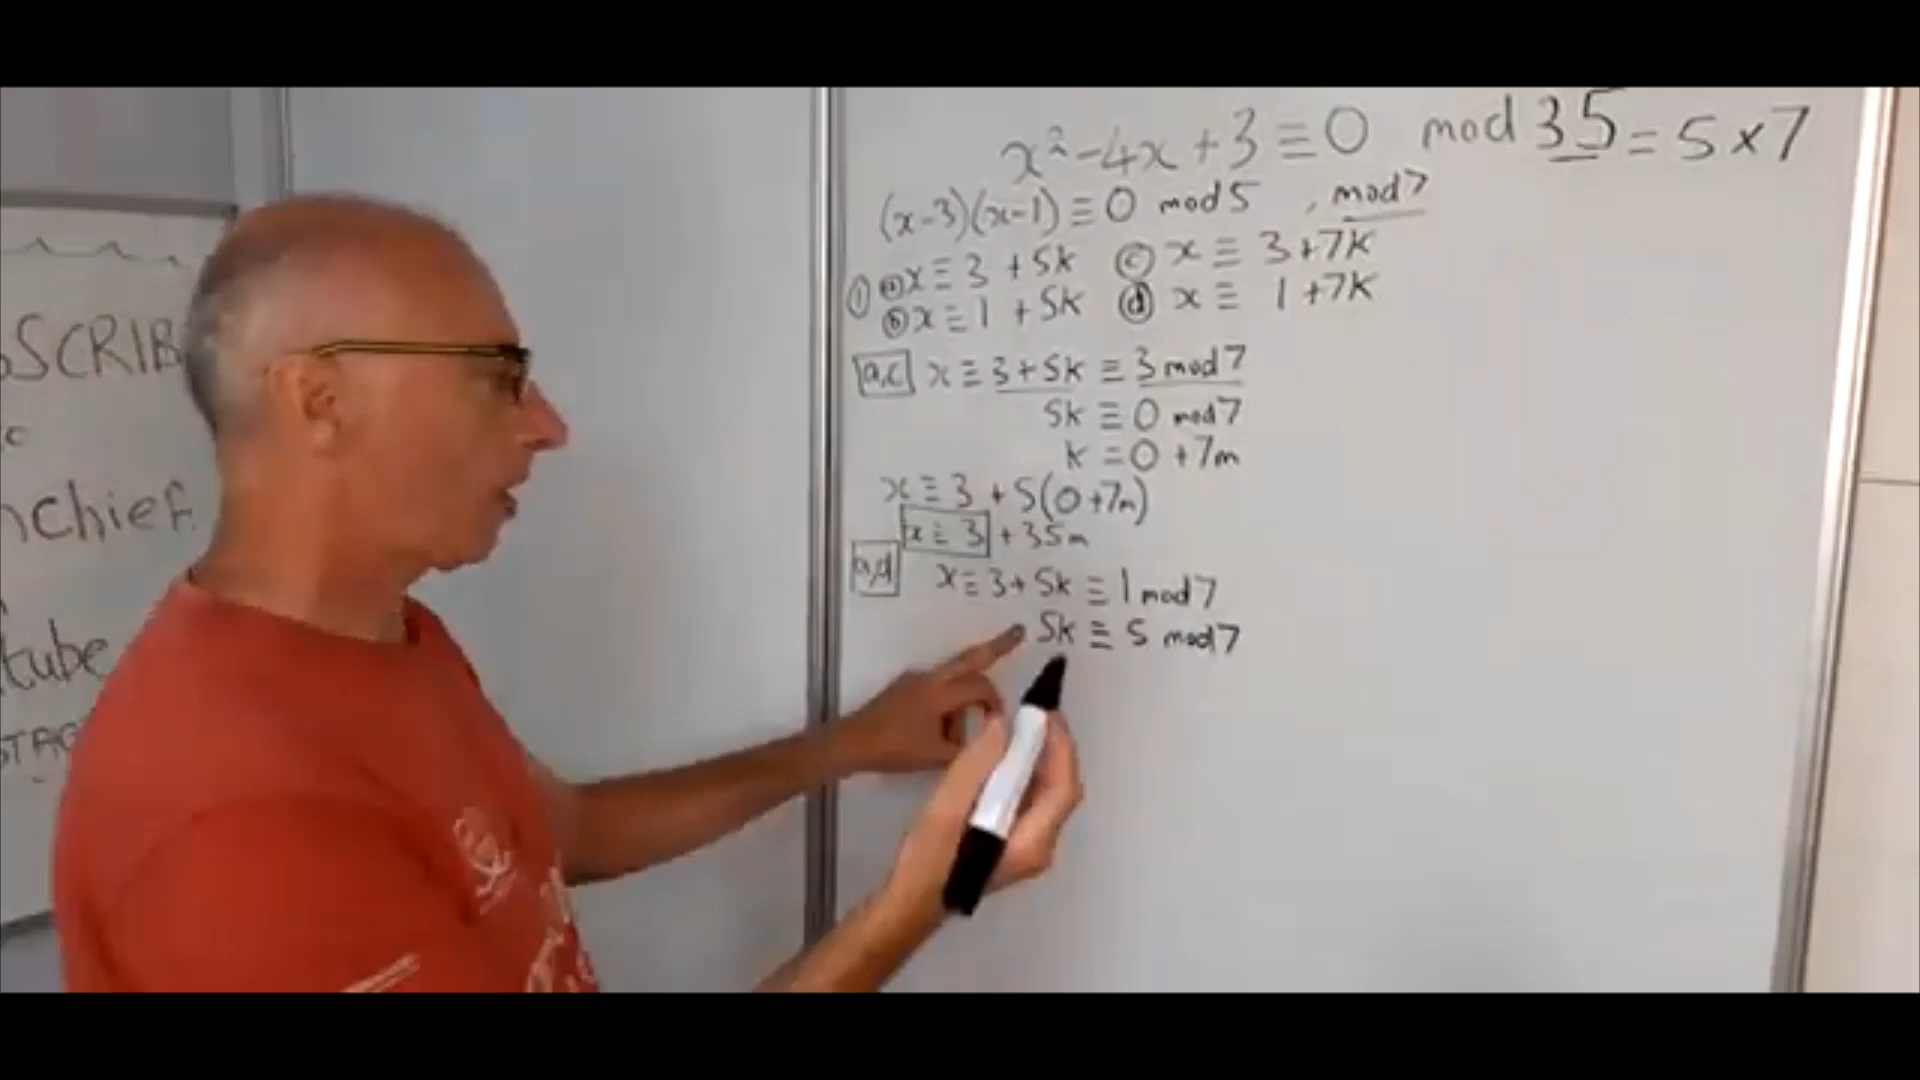 x² - 4x + 3 ≡ 0 mod 35 = 5 x 7
(x-3)(x-1) ≡ 0 mod 5 , mod 7
① ⓐ x ≡ 3 + 5k ⓒ x ≡ 3 + 7k
ⓑ x ≡ 1 + 5k ⓓ x ≡ 1 + 7k
a,c x ≡ 3 + 5k ≡ 3 mod 7
5k ≡ 0 mod 7
k = 0 + 7m
x ≡ 3 + 5(0 + 7m)
x ≡ 3 + 35m
a,d x ≡ 3 + 5k ≡ 1 mod 7
5k ≡ 5 mod 7
SCRIB
nchief
tube